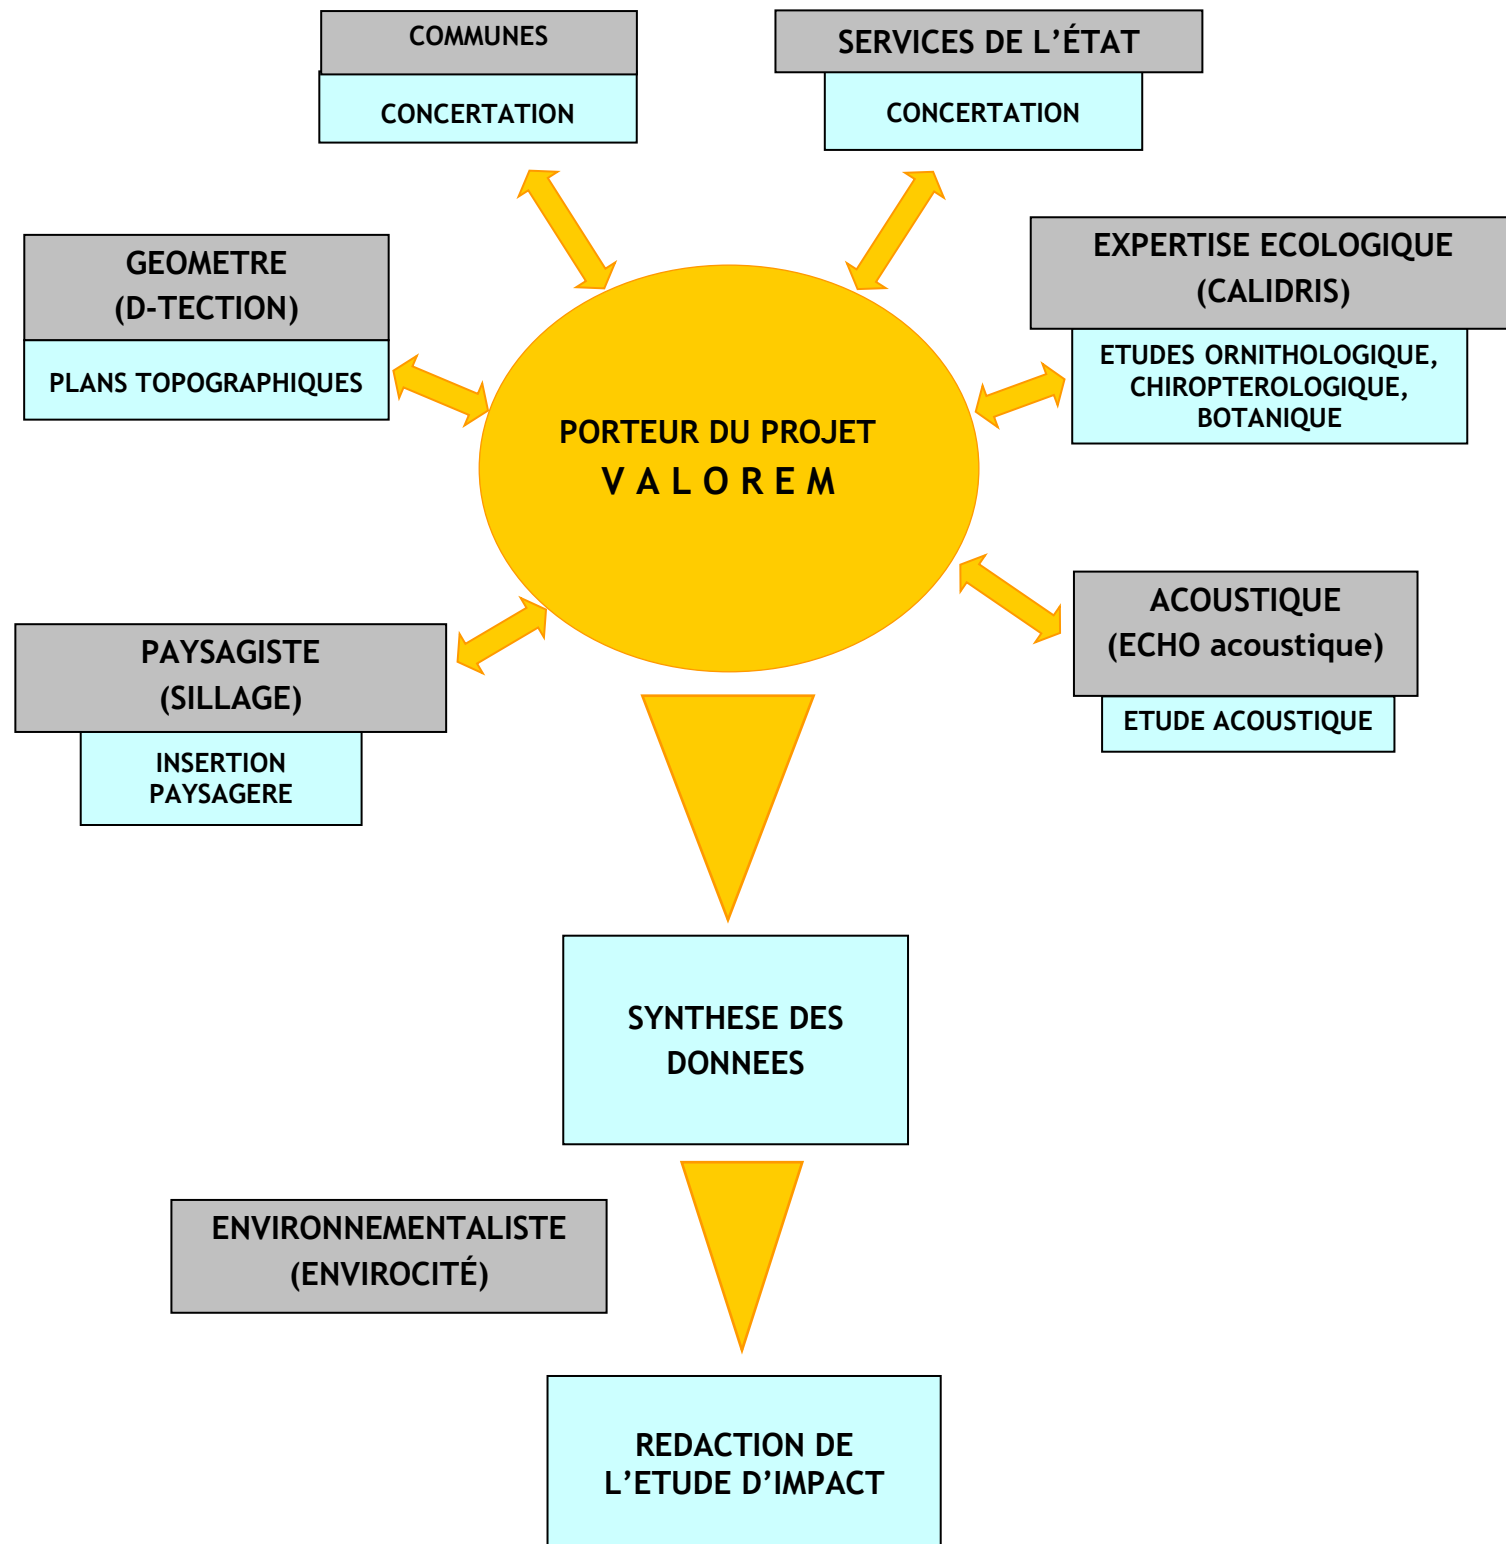 COMMUNES
CONCERTATION
SERVICES DE L’ÉTAT
CONCERTATION
GEOMETRE
(D-TECTION)
PLANS TOPOGRAPHIQUES
EXPERTISE ECOLOGIQUE
(CALIDRIS)
ETUDES ORNITHOLOGIQUE,
CHIROPTEROLOGIQUE,
BOTANIQUE
PORTEUR DU PROJET
V A L O R E M
PAYSAGISTE
(SILLAGE)
INSERTION
PAYSAGERE
ACOUSTIQUE
(ECHO acoustique)
ETUDE ACOUSTIQUE
SYNTHESE DES
DONNEES
ENVIRONNEMENTALISTE
(ENVIROCITÉ)
REDACTION DE
L’ETUDE D’IMPACT